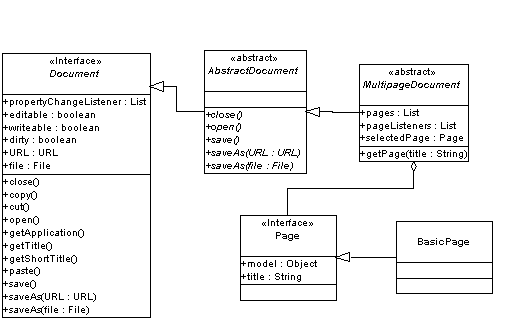 «Interface»
Document
+propertyChangeListener : List
+editable : boolean
+writeable : boolean
+dirty : boolean
+URL : URL
+file : File
+close()
+copy()
+cut()
+open()
+getApplication()
+getTitle()
+getShortTitle()
+paste()
+save()
+saveAs(URL : URL)
+saveAs(file : File)
«abstract»
AbstractDocument
+close()
+open()
+save()
+saveAs(URL : URL)
+saveAs(file : File)
«abstract»
MultipageDocument
+pages : List
+pageListeners : List
+selectedPage : Page
+getPage(title : String)
«Interface»
Page
+model : Object
+title : String
BasicPage